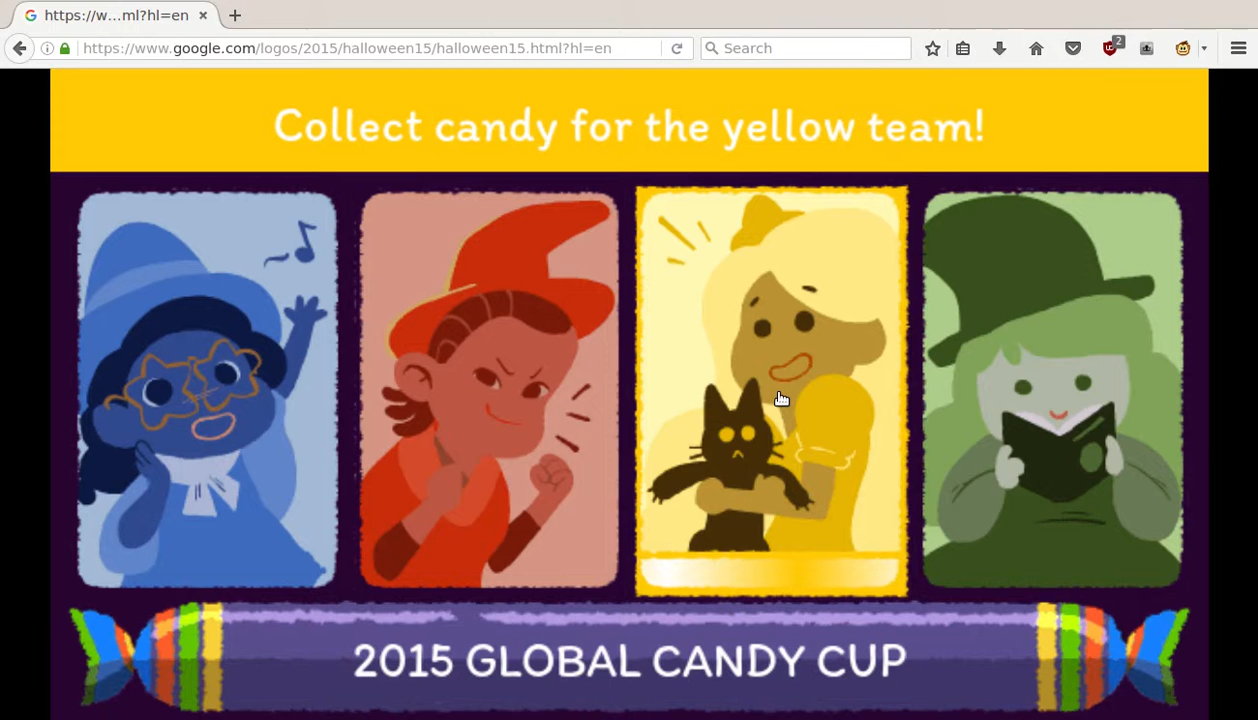 https://w...ml?hl=en
https://www.google.com/logos/2015/halloween15/halloween15.html?hl=en
Search
2
Collect candy for the yellow team!
2015 GLOBAL CANDY CUP